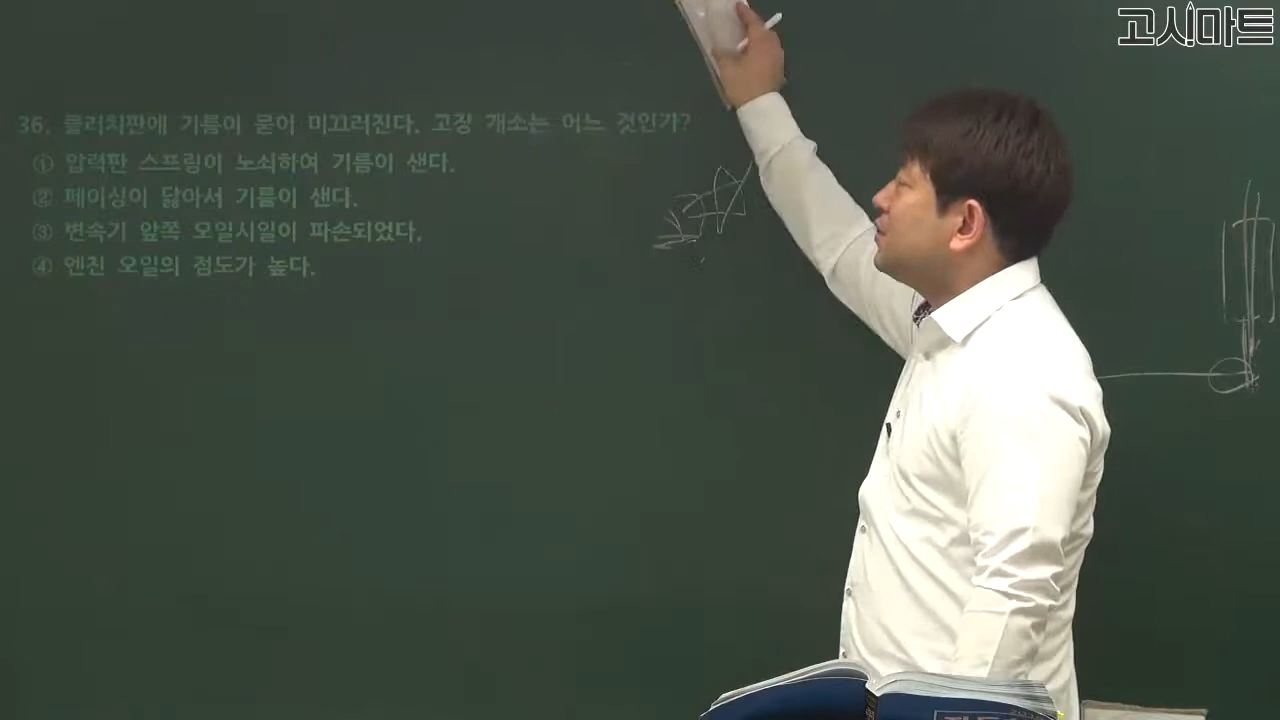 고시마트
36. 클러치판에 기름이 묻어 미끄러진다. 고장 개소는 어느 것인가?
① 압력판 스프링이 노쇠하여 기름이 샌다.
② 페이싱이 닳아서 기름이 샌다.
③ 변속기 앞쪽 오일시일이 파손되었다.
④ 엔진 오일의 점도가 높다.